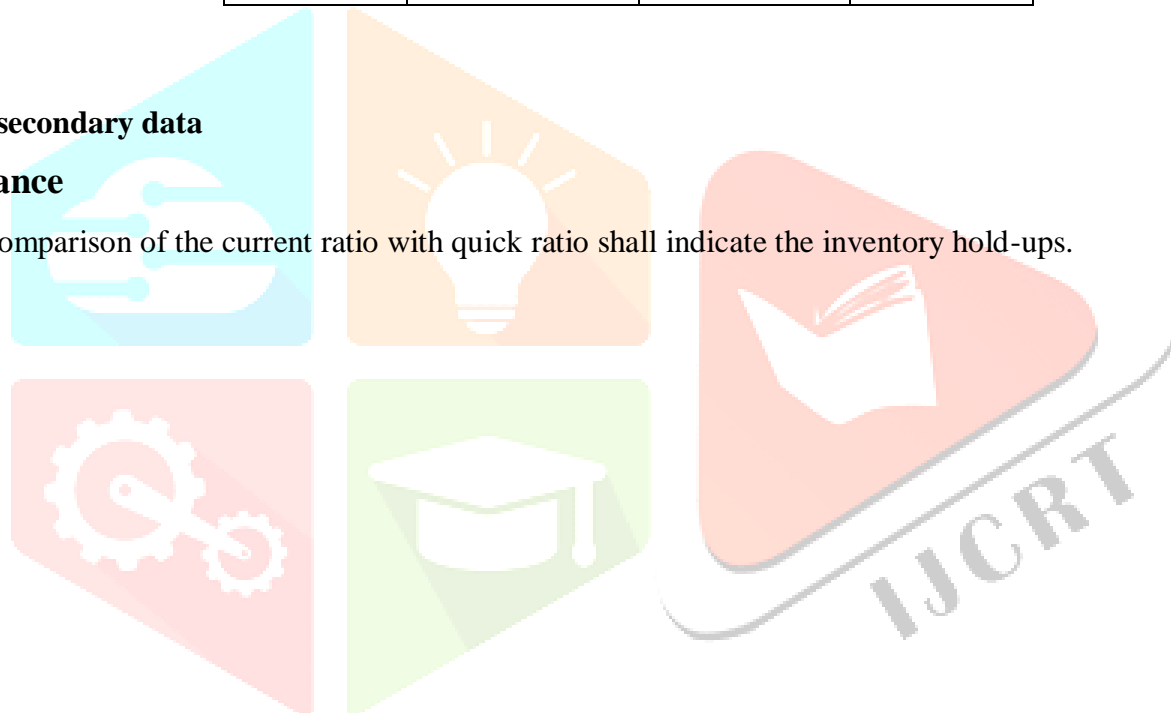 secondary data
ance
omparison of the current ratio with quick ratio shall indicate the inventory hold-ups.
IJCRT